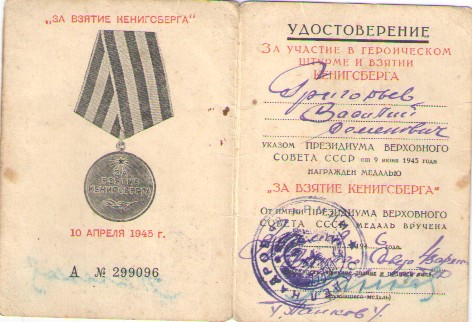 „ЗА ВЗЯТИЕ КЕНИГСБЕРГА"
ЗА
ВЗЯТИЕ
КЕНИГСБЕРГА
10 АПРЕЛЯ 1945 г.
А № 299096
УДОСТОВЕРЕНИЕ
ЗА УЧАСТИЕ В ГЕРОИЧЕСКОМ
ШТУРМЕ И ВЗЯТИИ
КЕНИГСБЕРГА
Григорьев
Василий
УКАЗОМ ПРЕЗИДИУМА ВЕРХОВНОГО
СОВЕТА СССР от 9 июня 1945 года
НАГРАЖДЕН МЕДАЛЬЮ
„ЗА ВЗЯТИЕ КЕНИГСБЕРГА"
От имени ПРЕЗИДИУМА ВЕРХОВНОГО
СОВЕТА СССР МЕДАЛЬ ВРУЧЕНА
194 года